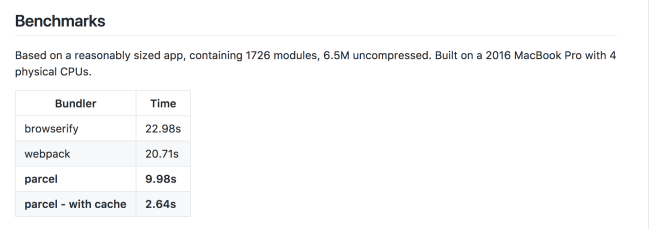 Benchmarks
Based on a reasonably sized app, containing 1726 modules, 6.5M uncompressed. Built on a 2016 MacBook Pro with 4
physical CPUs.
Bundler Time
browserify 22.98s
webpack 20.71s
parcel 9.98s
parcel - with cache 2.64s